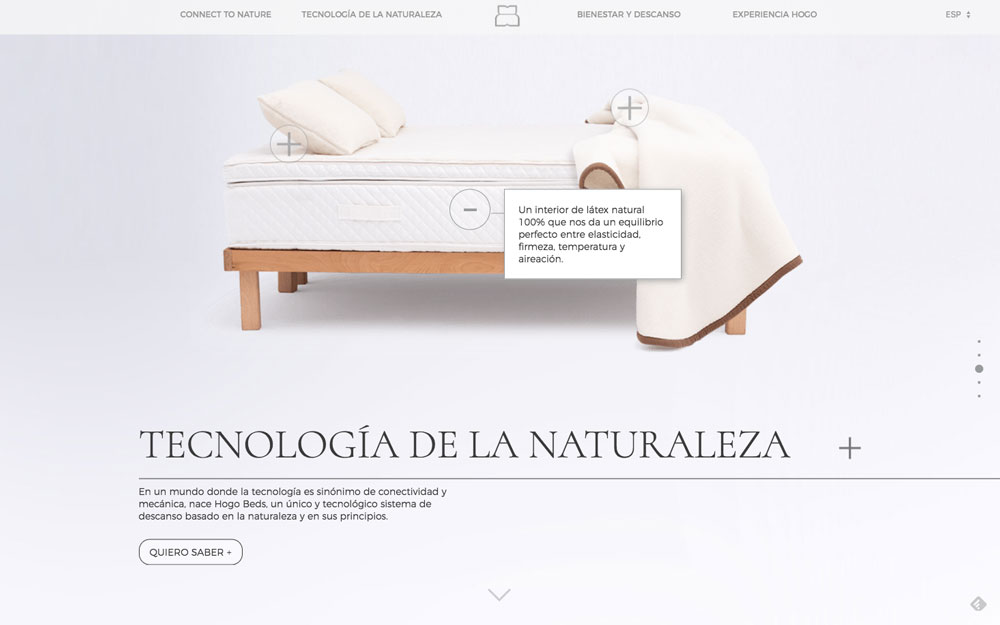 CONNECT TO NATURE TECNOLOGÍA DE LA NATURALEZA BIENESTAR Y DESCANSO EXPERIENCIA HOGO ESP
Un interior de látex natural
100% que nos da un equilibrio
perfecto entre elasticidad,
firmeza, temperatura y
aireación.
TECNOLOGÍA DE LA NATURALEZA +
En un mundo donde la tecnología es sinónimo de conectividad y
mecánica, nace Hogo Beds, un único y tecnológico sistema de
descanso basado en la naturaleza y en sus principios.
QUIERO SABER +